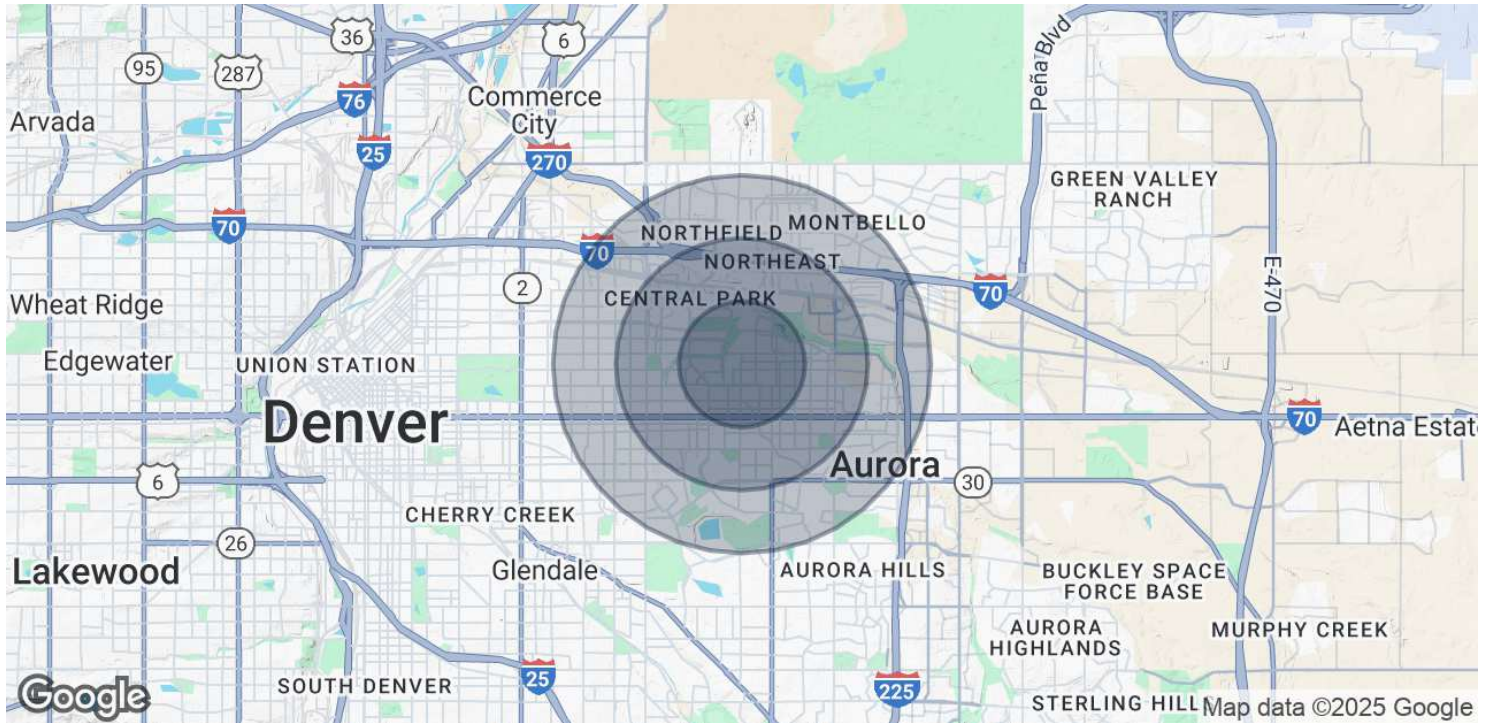 36
6
95
287
Peña Blvd
76
Commerce
City
Arvada
25
270
GREEN VALLEY
RANCH
70
NORTHFIELD
MONTBELLO
70
NORTHEAST
E-470
2
CENTRAL PARK
70
Wheat Ridge
Edgewater
UNION STATION
Denver
70
Aetna Estat
Aurora
6
30
CHERRY CREEK
26
Lakewood
Glendale
AURORA HILLS
BUCKLEY SPACE
FORCE BASE
AURORA
HIGHLANDS
MURPHY CREEK
25
SOUTH DENVER
225
Google
STERLING HILL
Map data ©2025 Google